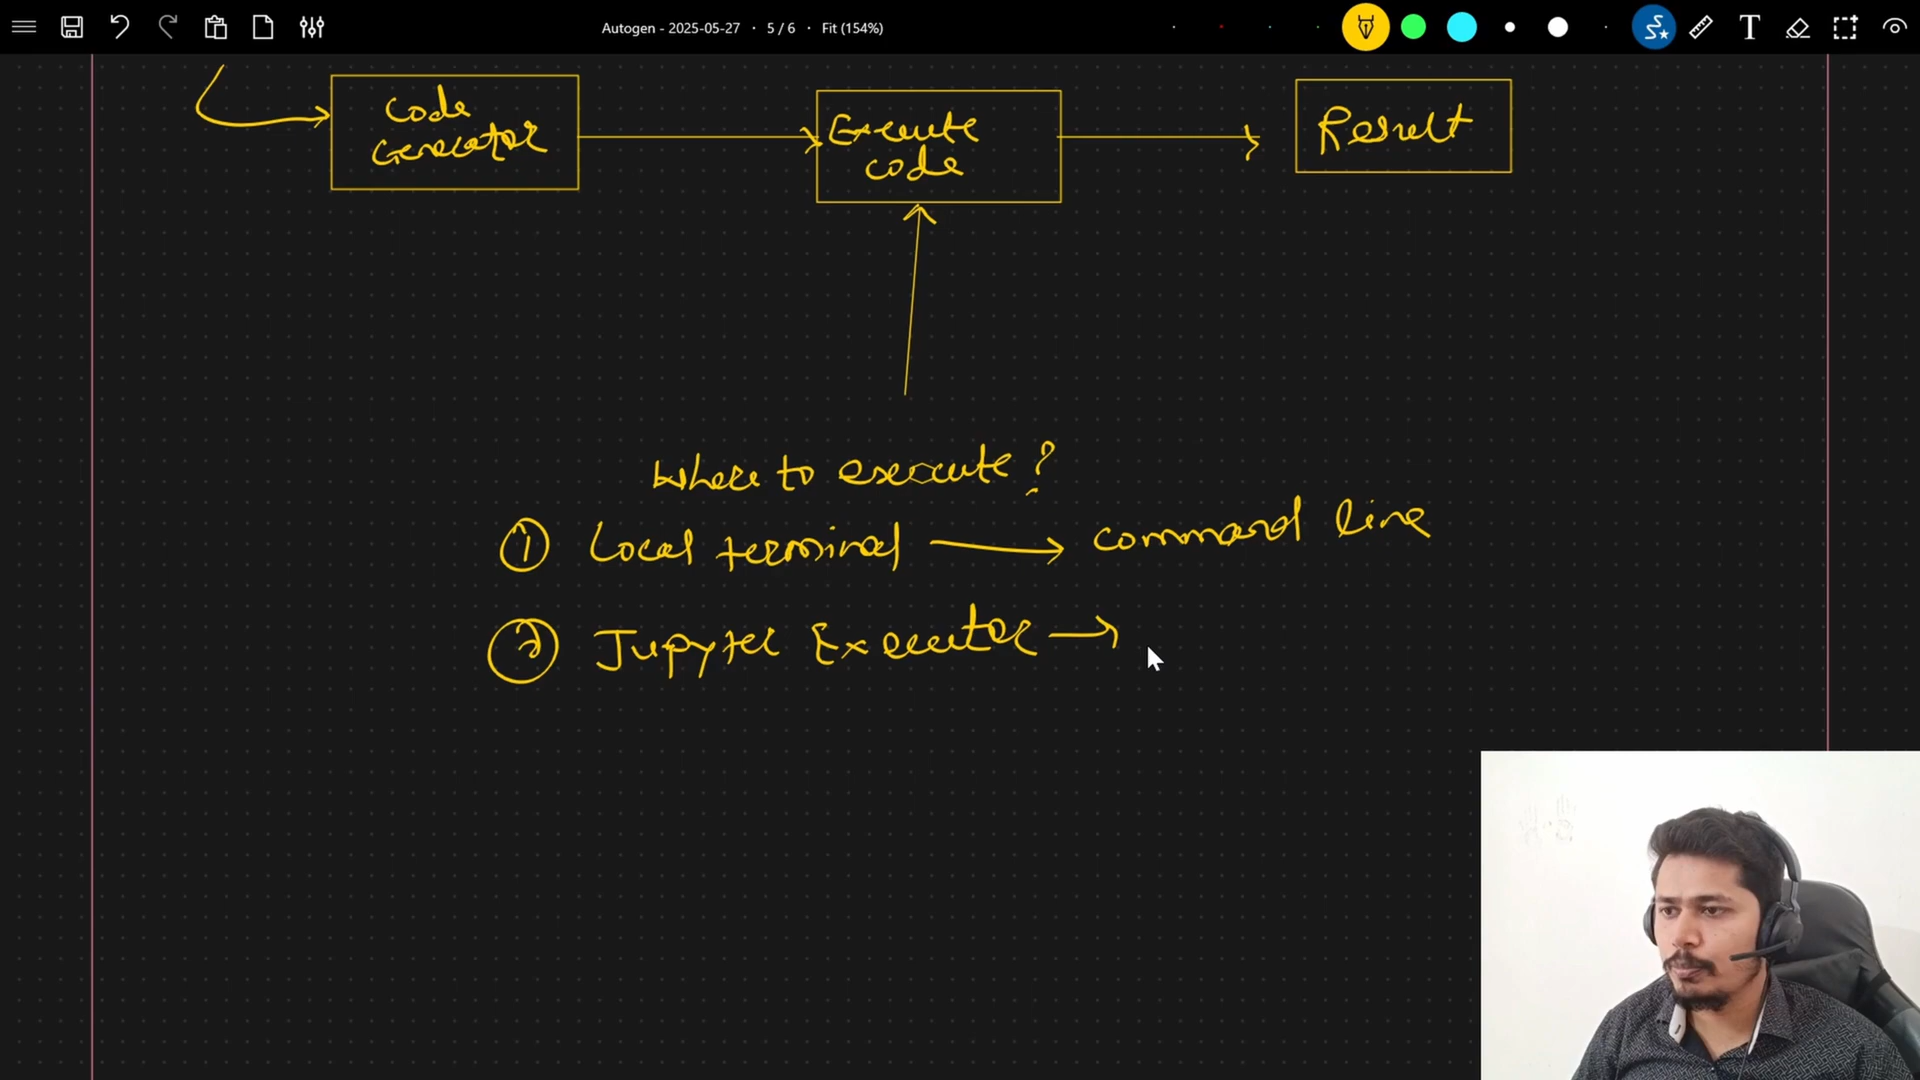 Autogen - 2025-05-27 · 5 / 6 · Fit (154%)
T
Code
Generator
Execute
code
Result
Where to execute?
① Local terminal → command line
② Jupyter Executor →